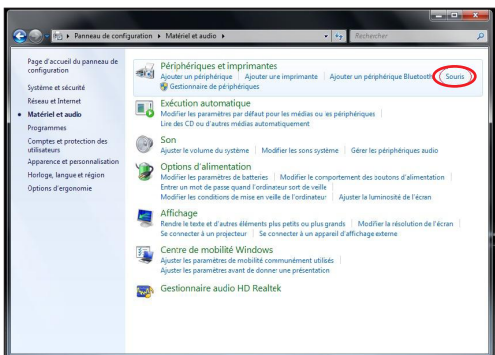 Panneau de configuration ▸ Matériel et audio ▸
Rechercher
Page d'accueil du panneau de
configuration
Système et sécurité
Réseau et Internet
Matériel et audio
Programmes
Comptes et protection des
utilisateurs
Apparence et personnalisation
Horloge, langue et région
Options d'ergonomie
Périphériques et imprimantes
Ajouter un périphérique | Ajouter une imprimante | Ajouter un périphérique Bluetooth | Souris
Gestionnaire de périphériques
Exécution automatique
Modifier les paramètres par défaut pour les médias ou les périphériques
Lire des CD ou d'autres médias automatiquement
Son
Ajuster le volume du système | Modifier les sons système | Gérer les périphériques audio
Options d'alimentation
Modifier les paramètres de batteries | Modifier le comportement des boutons d'alimentation
Entrer un mot de passe quand l'ordinateur sort de veille
Modifier les conditions de mise en veille de l'ordinateur | Ajuster la luminosité de l'écran
Affichage
Rendre le texte et d'autres éléments plus petits ou plus grands | Modifier la résolution de l'écran
Se connecter à un projecteur | Se connecter à un appareil d'affichage externe
Centre de mobilité Windows
Ajuster les paramètres de mobilité communément utilisés
Ajuster les paramètres avant de donner une présentation
Gestionnaire audio HD Realtek